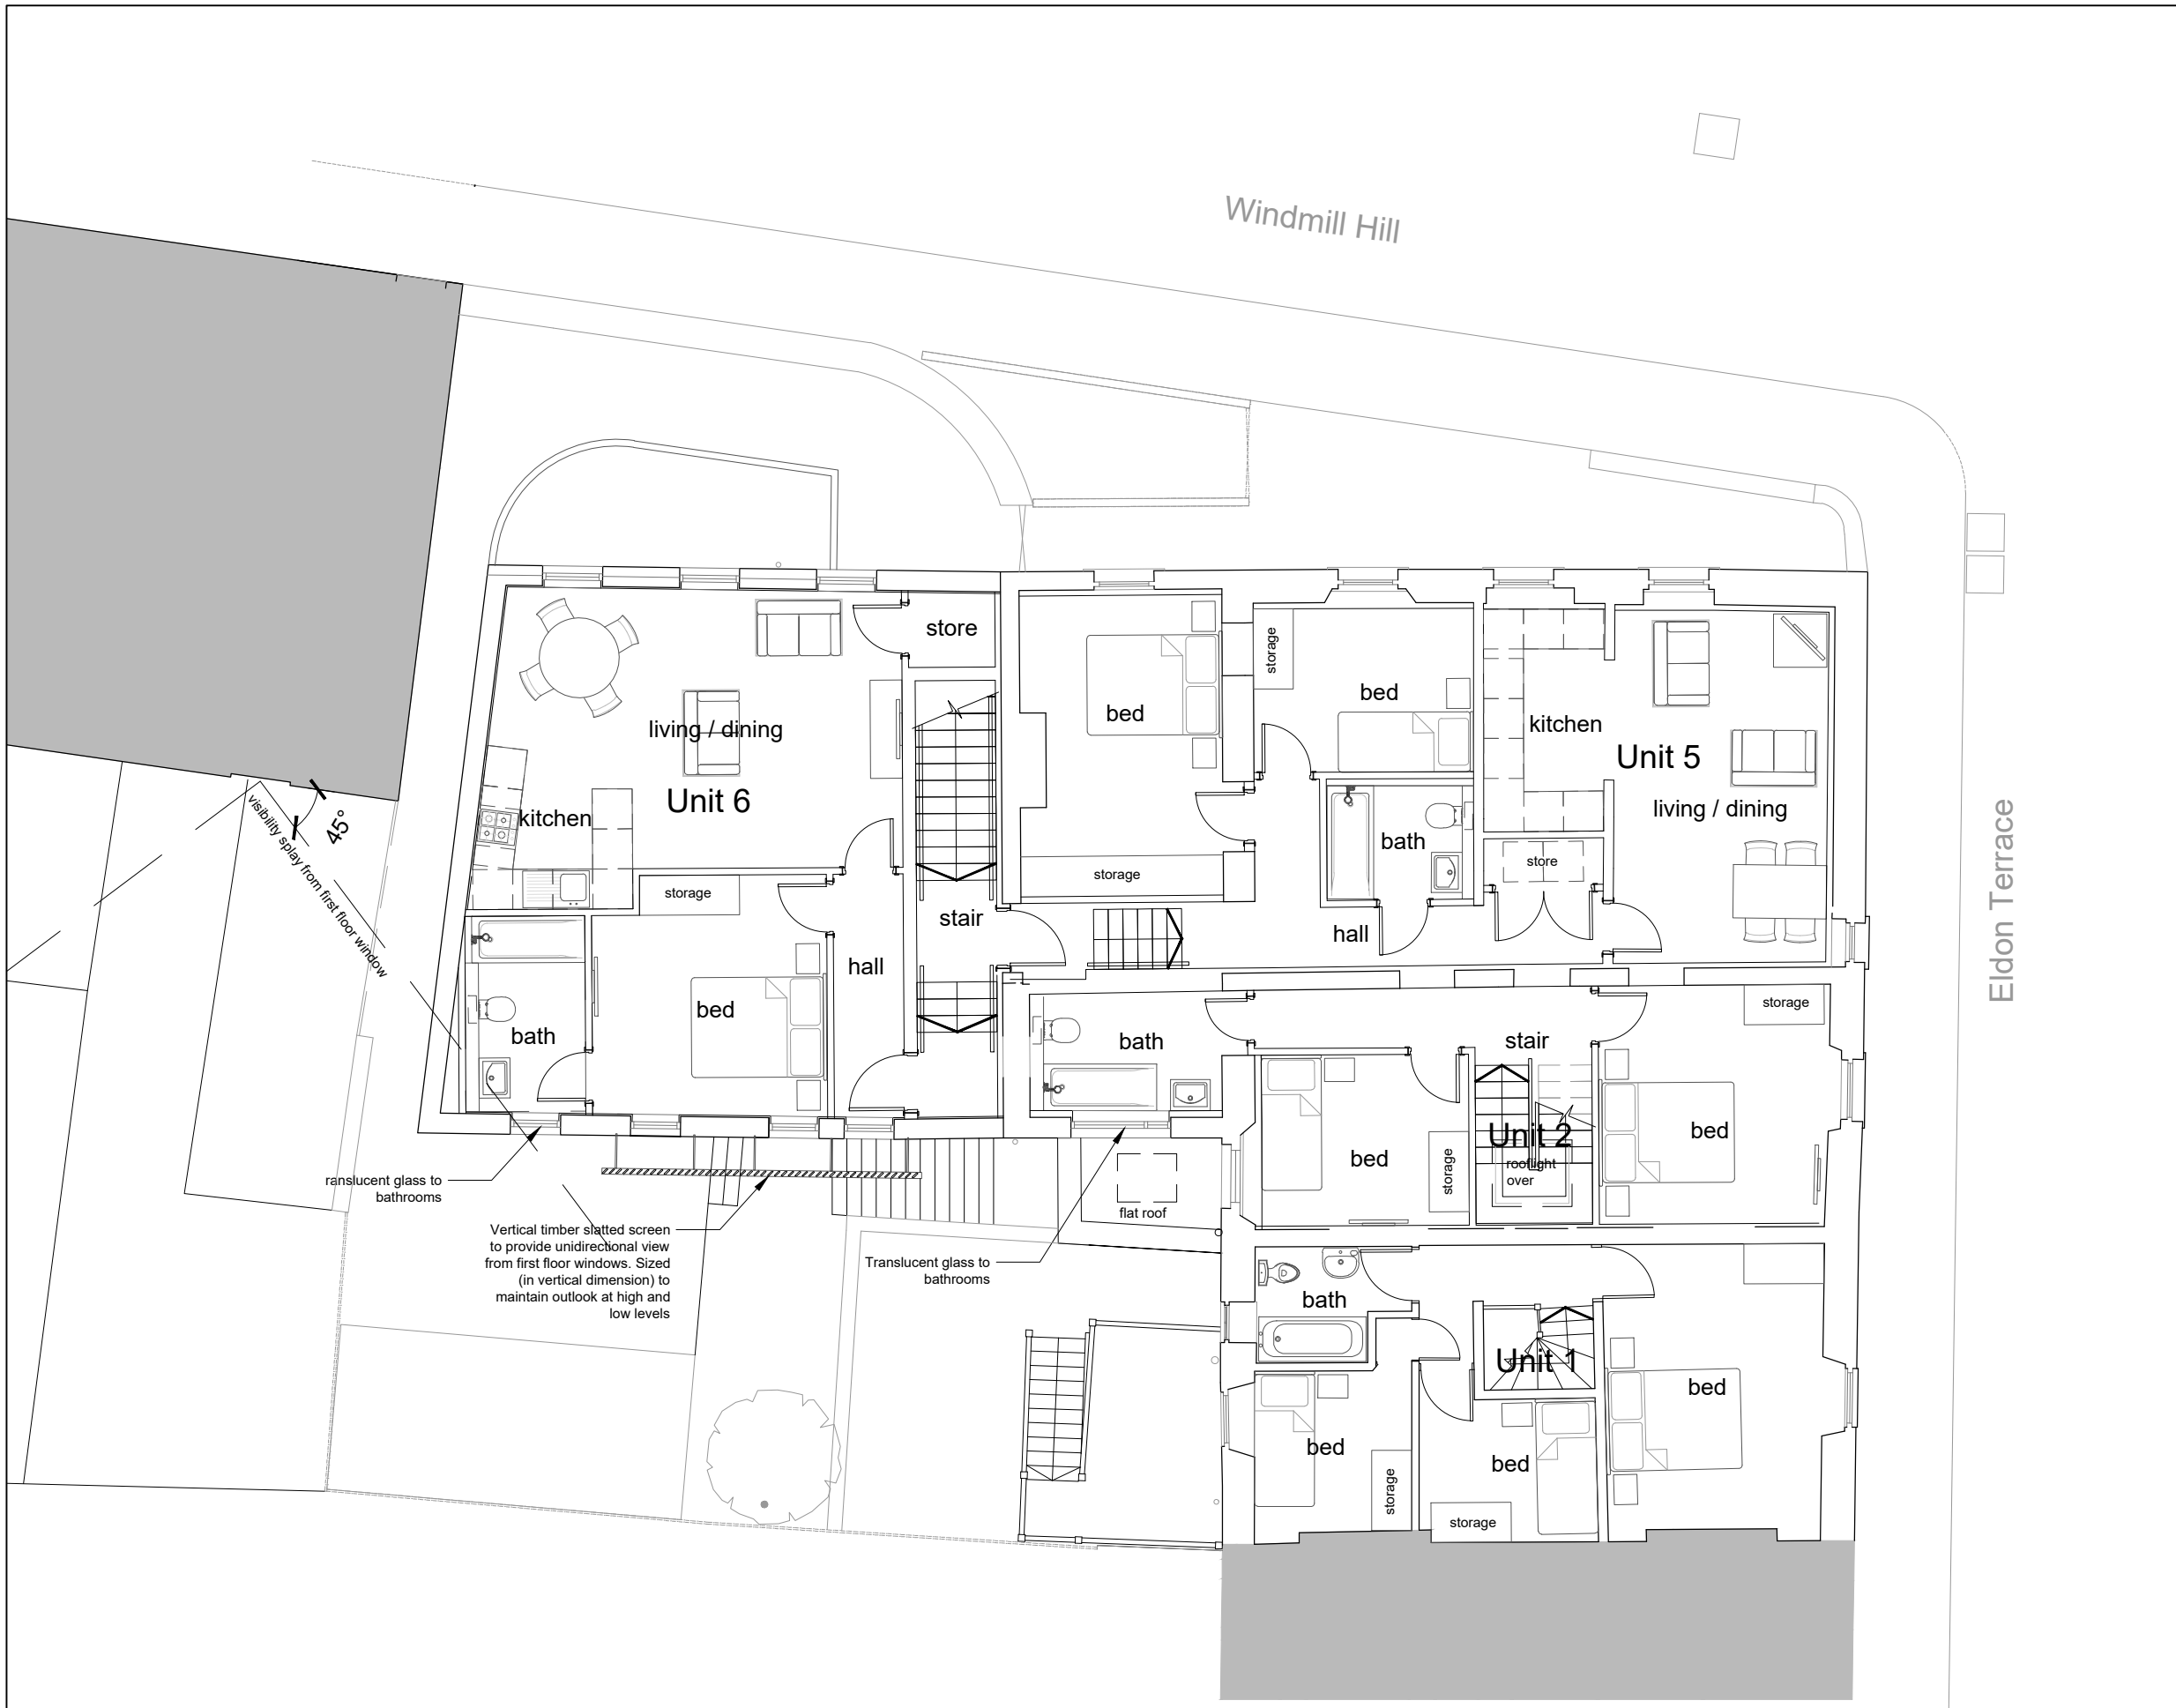 Windmill Hill
Eldon Terrace
store
storage
bed
bed
living / dining
kitchen
Unit 5
Unit 6
living / dining
kitchen
bath
store
storage
storage
stair
hall
hall
bed
bath
bath
stair
storage
bed
bed
storage
Unit 2
rooflight
over
flat roof
visibility splay from first floor window
45°
ranslucent glass to
bathrooms
Vertical timber slatted screen
to provide unidirectional view
from first floor windows. Sized
(in vertical dimension) to
maintain outlook at high and
low levels
Translucent glass to
bathrooms
bath
Unit 1
bed
bed
bed
storage
storage